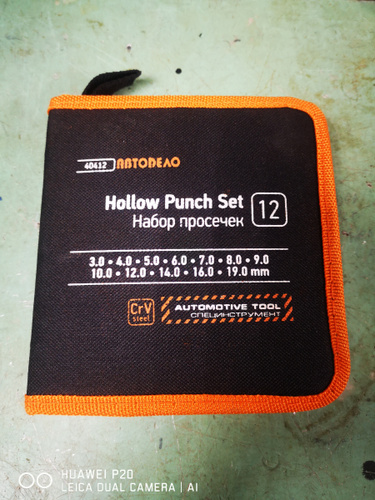 40412 АВТОDЕЛО
Hollow Punch Set 12
Набор просечек
3.0 • 4.0 • 5.0 • 6.0 • 7.0 • 8.0 • 9.0
10.0 • 12.0 • 14.0 • 16.0 • 19.0 mm
CrV
steel
AUTOMOTIVE TOOL
СПЕЦИНСТРУМЕНТ
HUAWEI P20
LEICA DUAL CAMERA | AI